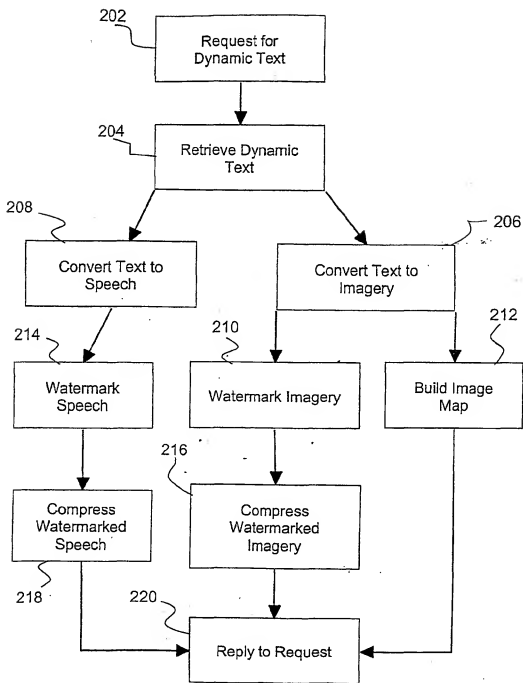 202
Request for
Dynamic Text
204
Retrieve Dynamic
Text
208
206
Convert Text to
Speech
Convert Text to
Imagery
214
210
212
Watermark
Speech
Watermark Imagery
Build Image
Map
216
Compress
Watermarked
Speech
Compress
Watermarked
Imagery
218
220
Reply to Request